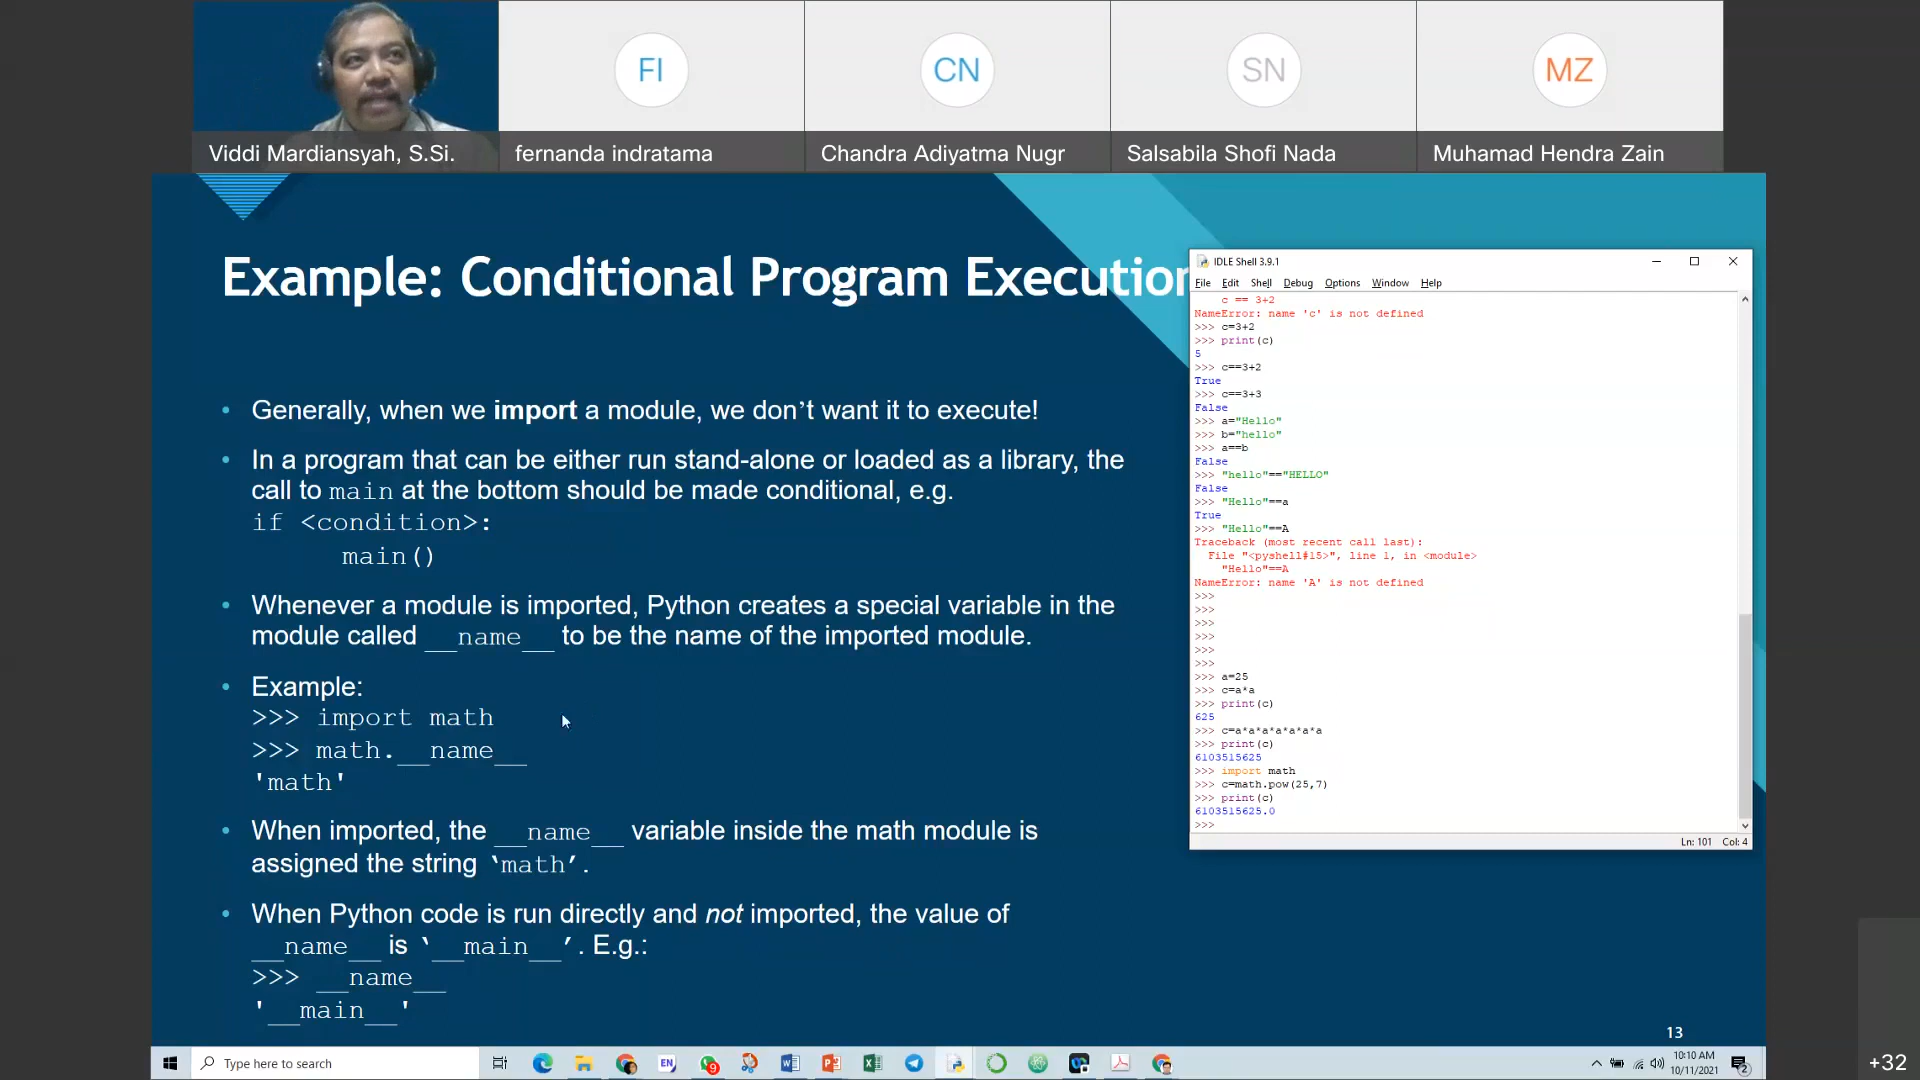 FI
CN
SN
MZ
Viddi Mardiansyah, S.Si.
fernanda indratama
Chandra Adiyatma Nugr
Salsabila Shofi Nada
Muhamad Hendra Zain
Example: Conditional Program Execution
• Generally, when we import a module, we don’t want it to execute!
• In a program that can be either run stand-alone or loaded as a library, the
call to main at the bottom should be made conditional, e.g.
if <condition>:
main()
• Whenever a module is imported, Python creates a special variable in the
module called __name__ to be the name of the imported module.
• Example:
>>> import math
>>> math.__name__
'math'
• When imported, the __name__ variable inside the math module is
assigned the string ‘math’.
• When Python code is run directly and not imported, the value of
__name__ is ‘__main__’. E.g.:
>>> __name__
'__main__'
13
IDLE Shell 3.9.1
File Edit Shell Debug Options Window Help
c == 3+2
NameError: name 'c' is not defined
>>> c=3+2
>>> print(c)
5
>>> c==3+2
True
>>> c==3+3
False
>>> a="Hello"
>>> b="hello"
>>> a==b
False
>>> "hello"=="HELLO"
False
>>> "Hello"==a
True
>>> "Hello"==A
Traceback (most recent call last):
File "<pyshell#15>", line 1, in <module>
"Hello"==A
NameError: name 'A' is not defined
>>>
>>>
>>>
>>>
>>>
>>>
>>> a=25
>>> c=a*a
>>> print(c)
625
>>> c=a*a*a*a*a*a*a
>>> print(c)
6103515625
>>> import math
>>> c=math.pow(25,7)
>>> print(c)
6103515625.0
>>>
Ln: 101 Col: 4
Type here to search
EN
9
10:10 AM
10/11/2021
2
+32